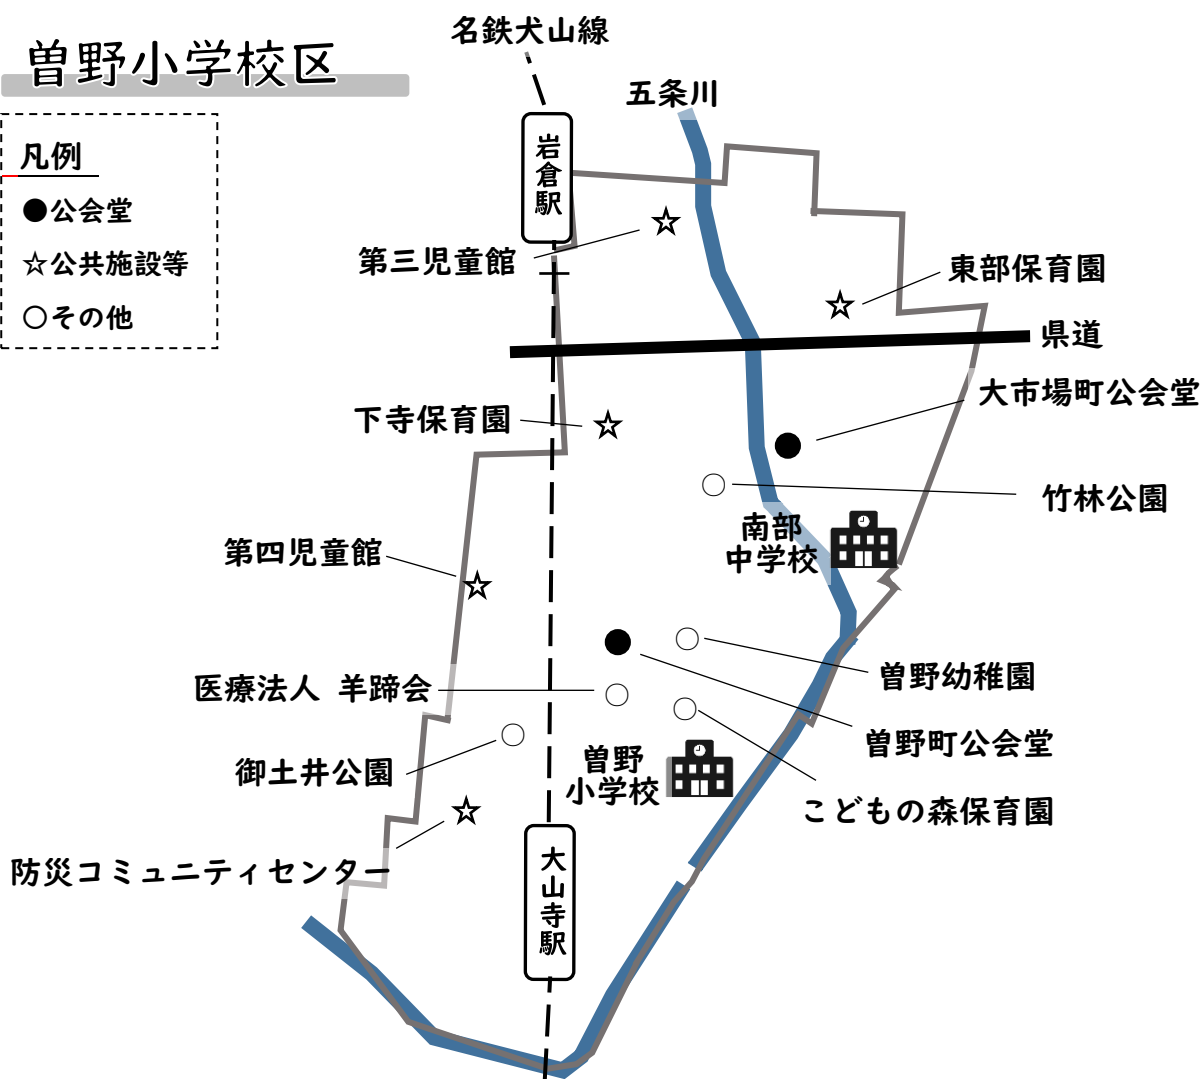 名鉄犬山線
曽野小学校区
五条川
凡例
●公会堂
☆公共施設等
○その他
岩倉駅
第三児童館
東部保育園
県道
大市場町公会堂
下寺保育園
竹林公園
南部
中学校
第四児童館
曽野幼稚園
医療法人 羊蹄会
曽野町公会堂
御土井公園
曽野
小学校
こどもの森保育園
防災コミュニティセンター
大山寺駅